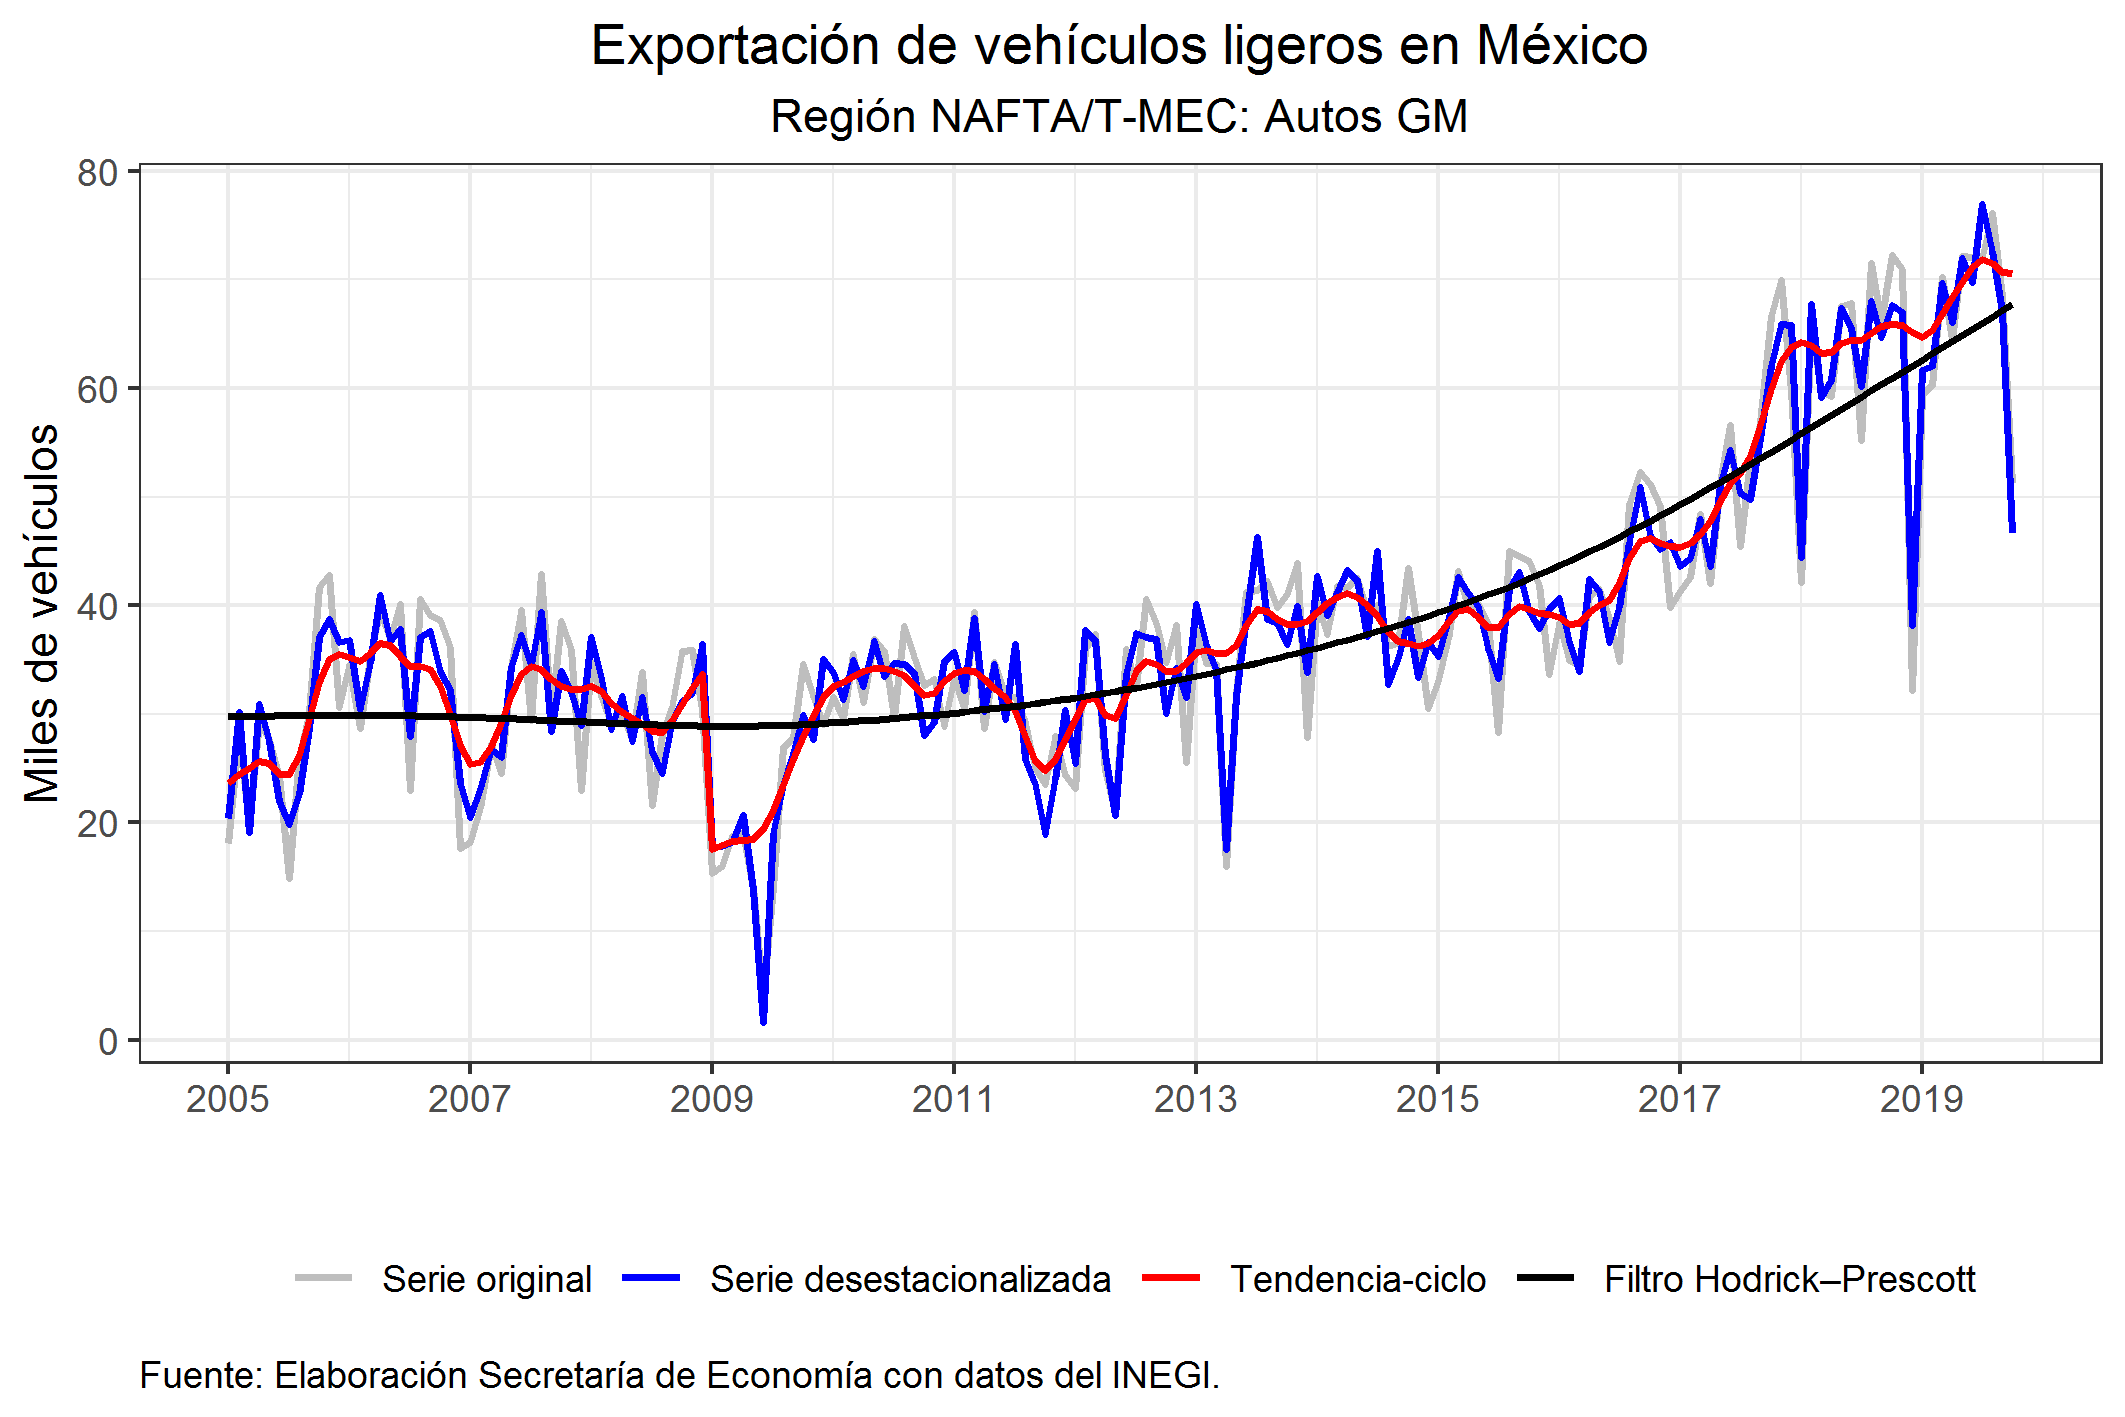 Exportación de vehículos ligeros en México
Región NAFTA/T-MEC: Autos GM
Miles de vehículos
80
60
40
20
0
2005 2007 2009 2011 2013 2015 2017 2019
Serie original Serie desestacionalizada Tendencia-ciclo Filtro Hodrick–Prescott
Fuente: Elaboración Secretaría de Economía con datos del INEGI.